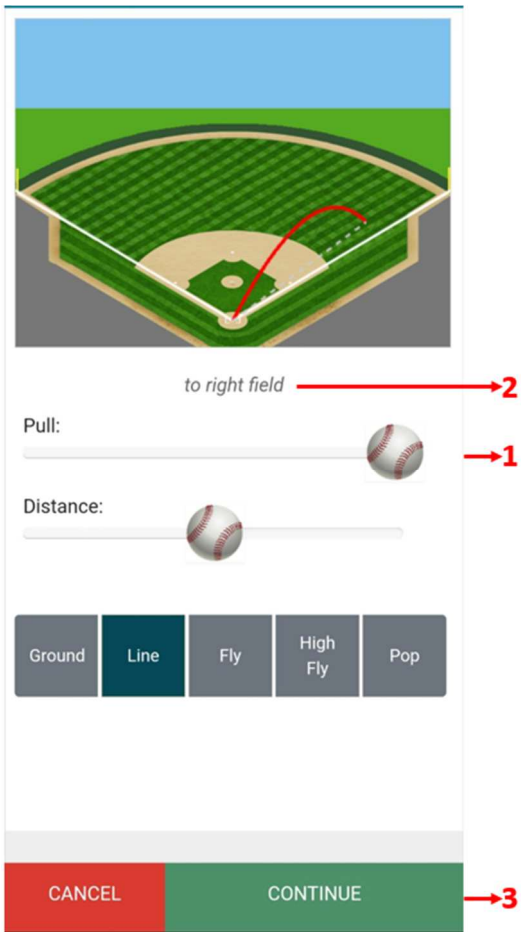 to right field
2
Pull:
1
Distance:
Ground
Line
Fly
High
Fly
Pop
CANCEL
CONTINUE
3